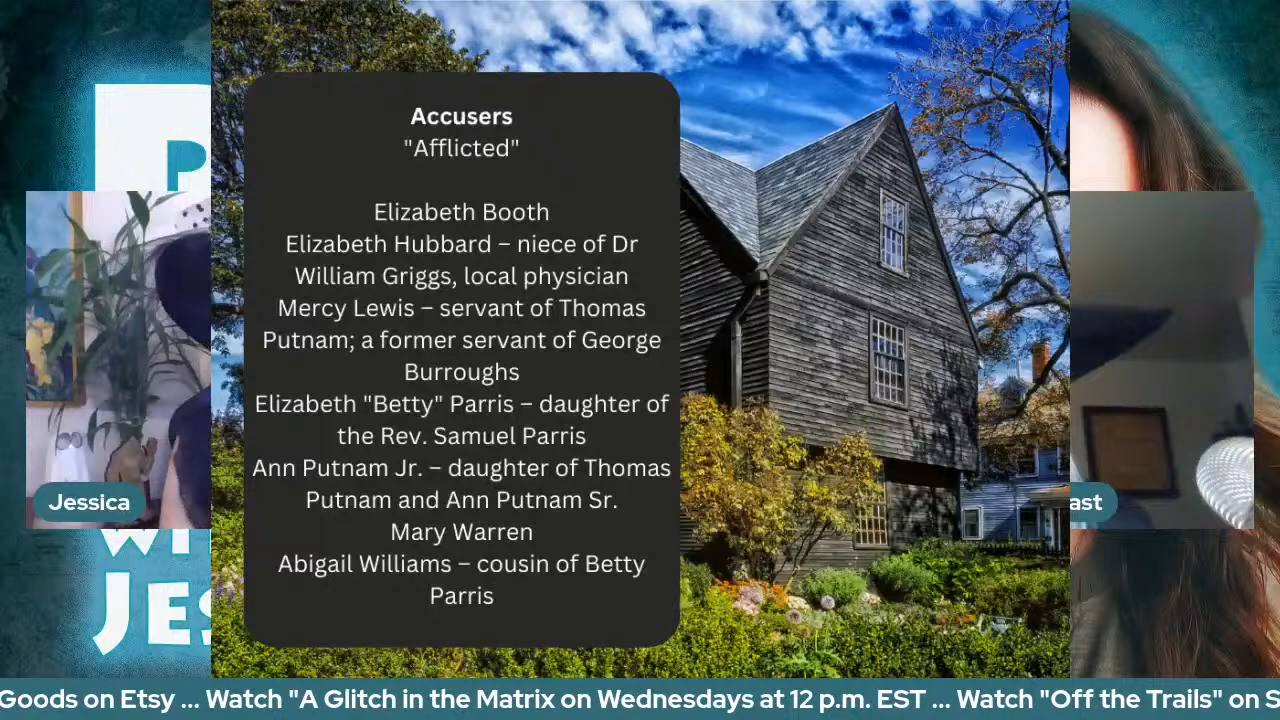 Accusers
"Afflicted"
Elizabeth Booth
Elizabeth Hubbard – niece of Dr
William Griggs, local physician
Mercy Lewis – servant of Thomas
Putnam; a former servant of George
Burroughs
Elizabeth "Betty" Parris – daughter of
the Rev. Samuel Parris
Ann Putnam Jr. – daughter of Thomas
Putnam and Ann Putnam Sr.
Mary Warren
Abigail Williams – cousin of Betty
Parris
P
Jessica
ast
WI
JES
Goods on Etsy ... Watch "A Glitch in the Matrix on Wednesdays at 12 p.m. EST ... Watch "Off the Trails" on S